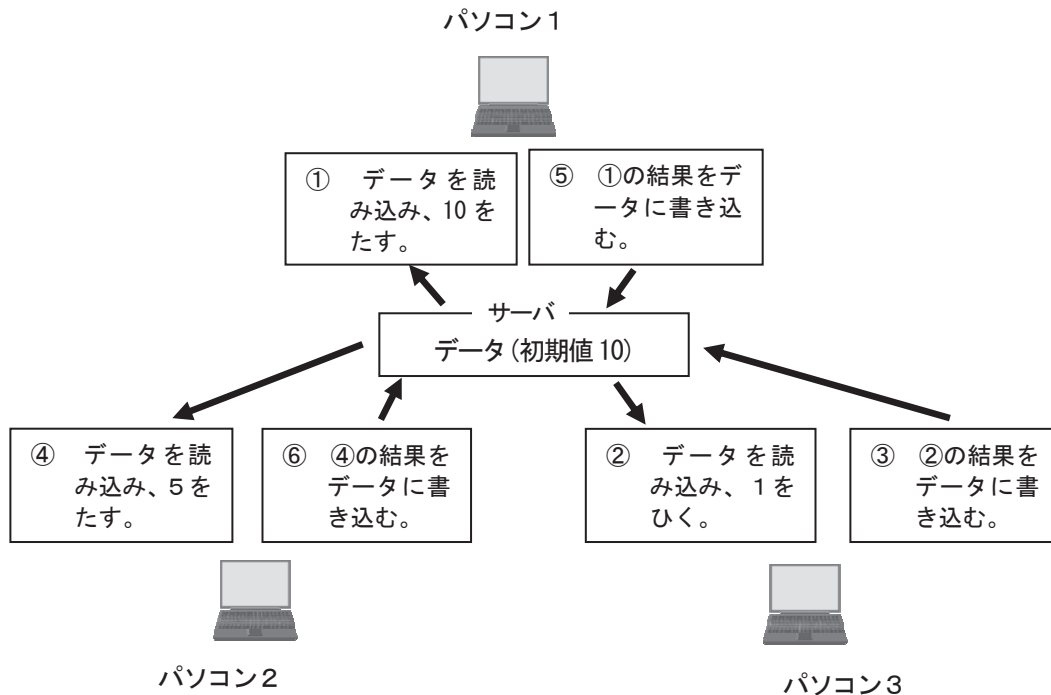 パソコン１
① データを読
み込み、10 を
たす。
⑤ ①の結果をデ
ータに書き込
む。
サーバ
データ(初期値 10)
④ データを読
み込み、５を
たす。
⑥ ④の結果を
データに書
き込む。
② データを読
み込み、１を
ひく。
③ ②の結果を
データに書
き込む。
パソコン２
パソコン３